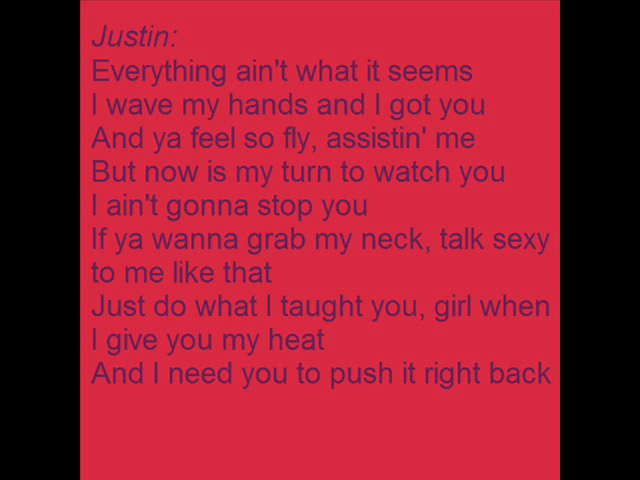 Justin:
Everything ain't what it seems
I wave my hands and I got you
And ya feel so fly, assistin' me
But now is my turn to watch you
I ain't gonna stop you
If ya wanna grab my neck, talk sexy
to me like that
Just do what I taught you, girl when
I give you my heat
And I need you to push it right back